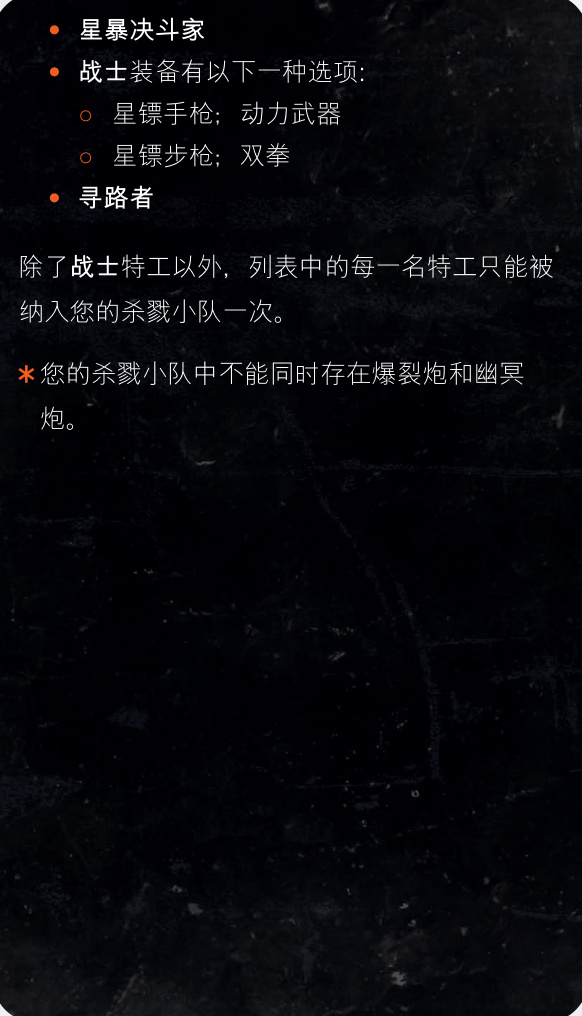 • 星暴决斗家
• 战士装备有以下一种选项:
○ 星镖手枪；动力武器
○ 星镖步枪；双拳
• 寻路者
除了战士特工以外，列表中的每一名特工只能被
纳入您的杀戮小队一次。
*您的杀戮小队中不能同时存在爆裂炮和幽冥
炮。